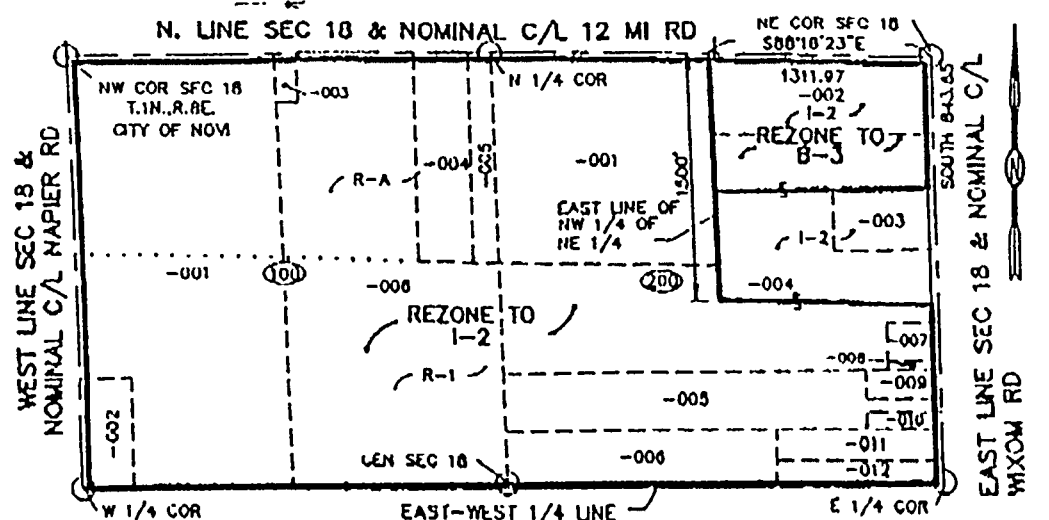 N. LINE SEC 18 & NOMINAL C/L 12 MI RD
NE COR SEC 18
S88°18'23"E
1311.97
NW COR SEC 18
T.1N.,R.8E.
CITY OF NOVI
-003
N 1/4 COR
-002
I-2
REZONE TO
B-3
SOUTH 843.65
WEST LINE SEC 18 &
NOMINAL C/L NAPIER RD
R-A
-004
-005
-001
1500'
EAST LINE OF
NW 1/4 OF
NE 1/4
-003
I-2
N
-001
100
-006
200
-004
REZONE TO
I-2
-007
-008
R-1
-009
-002
-005
-010
-011
CEN SEC 18
-006
-012
W 1/4 COR
EAST-WEST 1/4 LINE
E 1/4 COR
EAST LINE SEC 18 & NOMINAL C/L
WIXOM RD